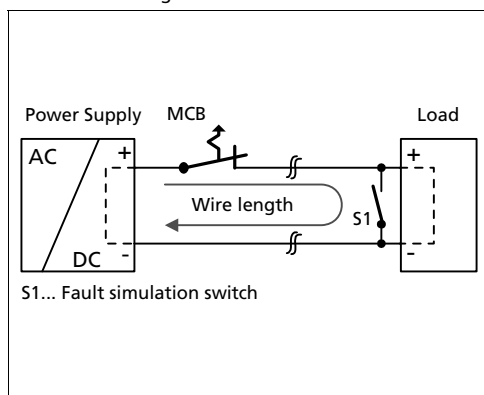 Power Supply MCB Load
AC + +
Wire length
S1
DC - -
S1... Fault simulation switch